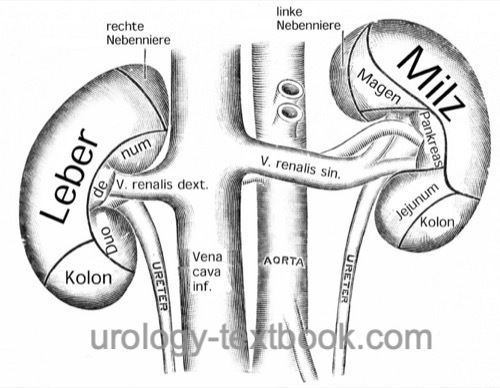 rechte
Nebenniere
linke
Nebenniere
Leber
num
de
Duo
Kolon
V. renalis dext.
URETER
Vena
cava
inf.
AORTA
V. renalis sin.
Magen
Milz
Pankreas
Jejunum
Kolon
URETER
urology-textbook.com